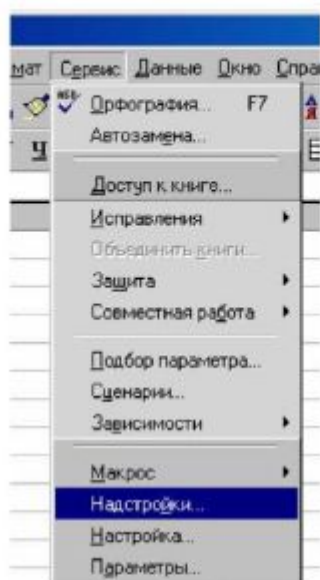 мат Сервис Данные Окно Спра
Орфография... F7
Автозамена...
Ч
Доступ к книге...
Исправления
Объединить книги...
Защита
Совместная работа
Подбор параметра...
Сценарии...
Зависимости
Макрос
Надстройки...
Настройка...
Параметры...